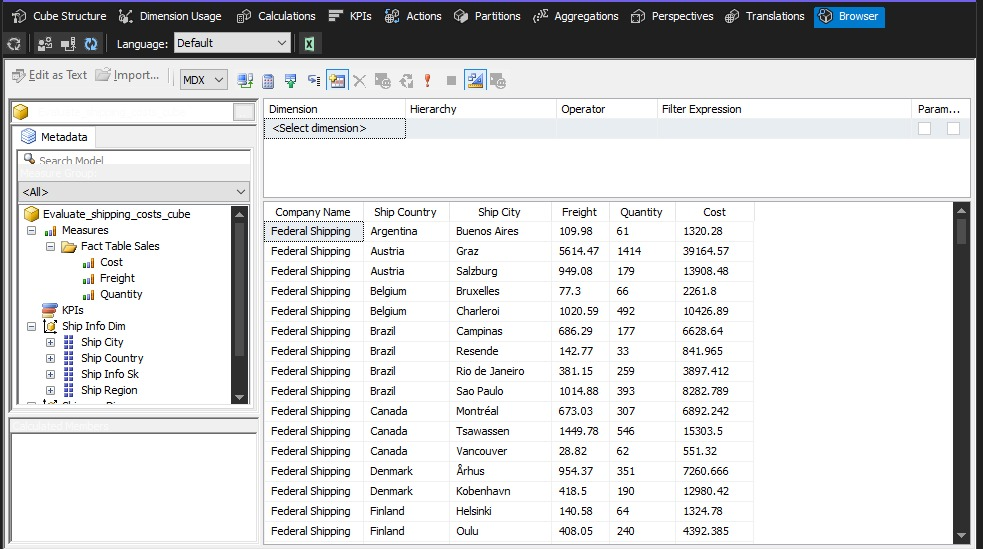 Cube Structure Dimension Usage Calculations KPIs Actions Partitions Aggregations Perspectives Translations Browser
Language: Default
Edit as Text Import... MDX
Metadata
Search Model
Measure Group:
<All>
Evaluate_shipping_costs_cube
Measures
Fact Table Sales
Cost
Freight
Quantity
KPIs
Ship Info Dim
Ship City
Ship Country
Ship Info Sk
Ship Region
Calculated Members
Dimension Hierarchy Operator Filter Expression Param...
<Select dimension>
Company Name Ship Country Ship City Freight Quantity Cost
Federal Shipping Argentina Buenos Aires 109.98 61 1320.28
Federal Shipping Austria Graz 5614.47 1414 39164.57
Federal Shipping Austria Salzburg 949.08 179 13908.48
Federal Shipping Belgium Bruxelles 77.3 66 2261.8
Federal Shipping Belgium Charleroi 1020.59 492 10426.89
Federal Shipping Brazil Campinas 686.29 177 6628.64
Federal Shipping Brazil Resende 142.77 33 841.965
Federal Shipping Brazil Rio de Janeiro 381.15 259 3897.412
Federal Shipping Brazil Sao Paulo 1014.88 393 8282.789
Federal Shipping Canada Montréal 673.03 307 6892.242
Federal Shipping Canada Tsawassen 1449.78 546 15303.5
Federal Shipping Canada Vancouver 28.82 62 551.32
Federal Shipping Denmark Århus 954.37 351 7260.666
Federal Shipping Denmark Kobenhavn 418.5 190 12980.42
Federal Shipping Finland Helsinki 140.58 64 1324.78
Federal Shipping Finland Oulu 408.05 240 4392.385